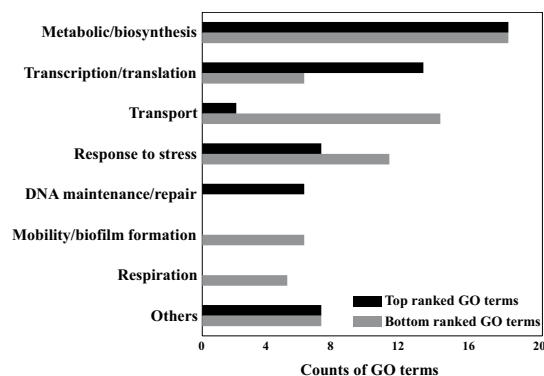 Metabolic/biosynthesis
Transcription/translation
Transport
Response to stress
DNA maintenance/repair
Mobility/biofilm formation
Respiration
Others
Top ranked GO terms
Bottom ranked GO terms
0 4 8 12 16 20
Counts of GO terms